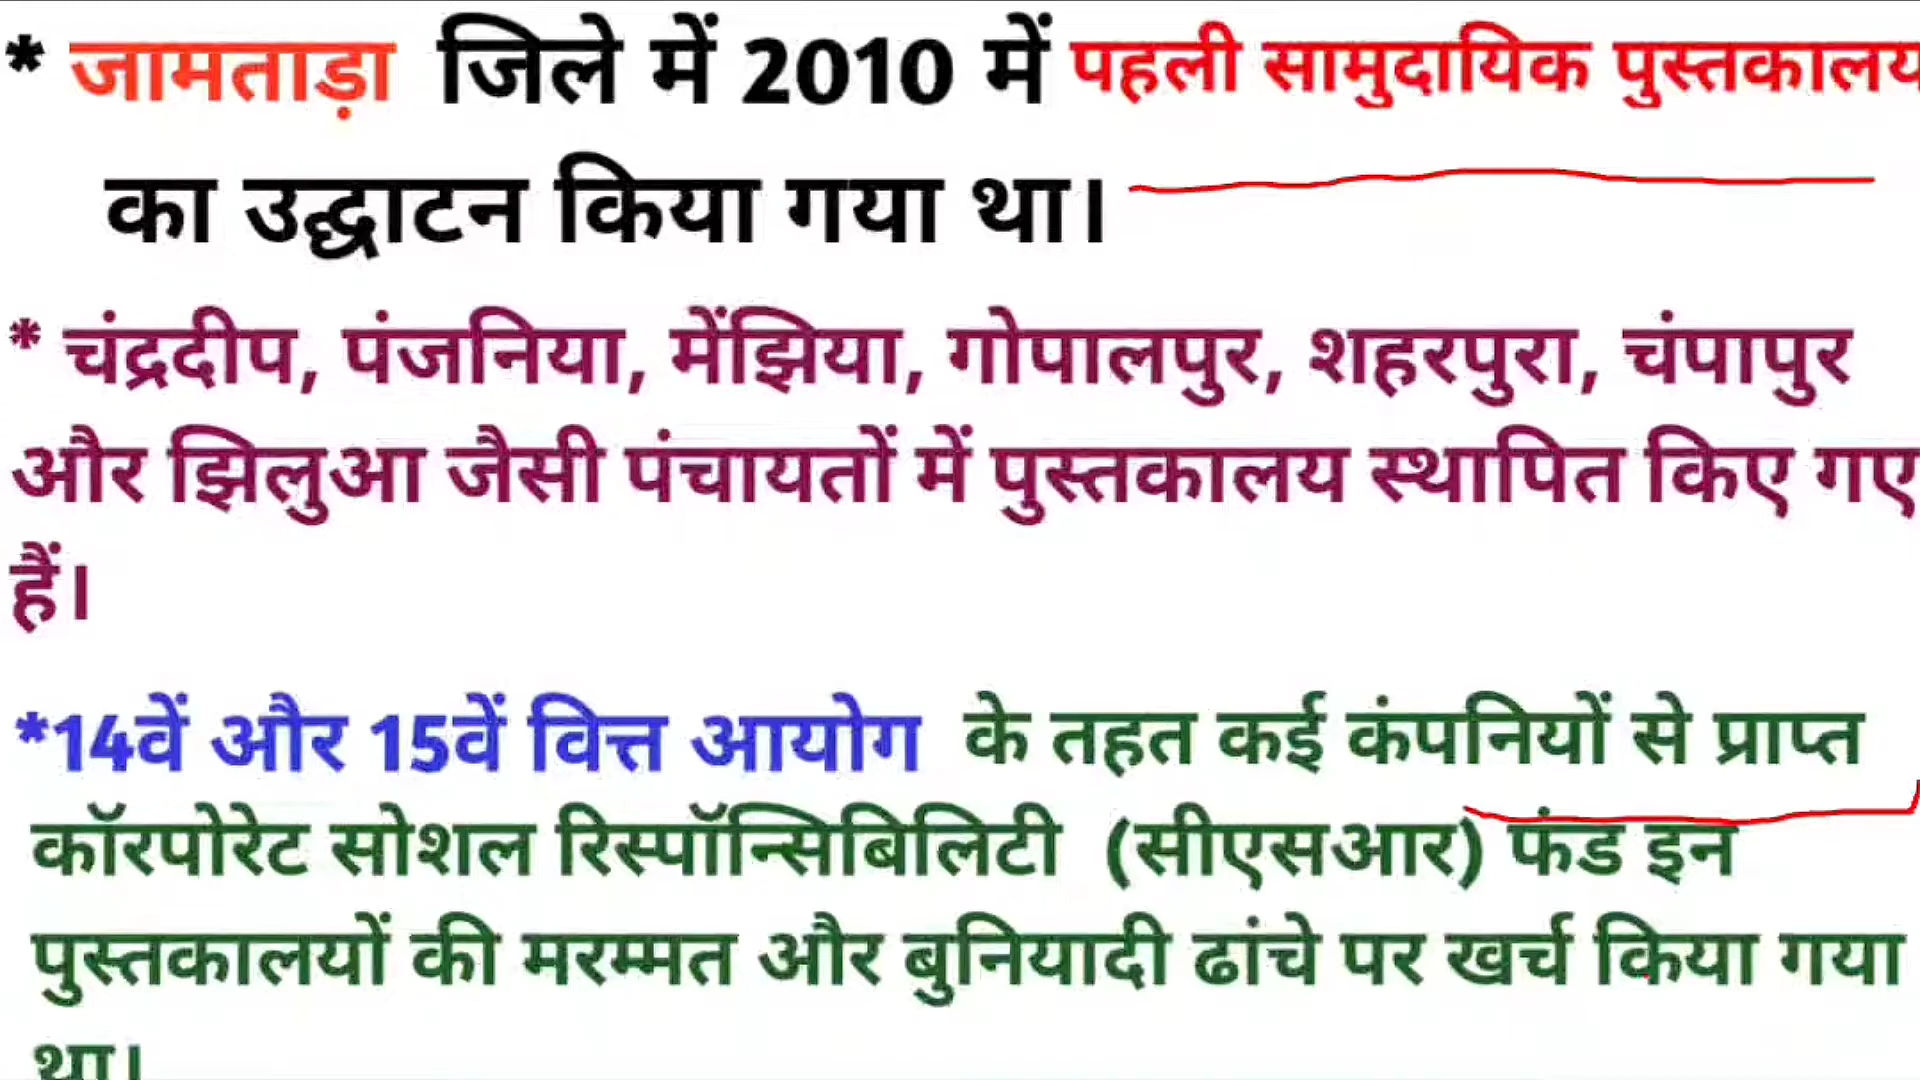 * जामताड़ा जिले में 2010 में पहली सामुदायिक पुस्तकालय
का उद्घाटन किया गया था।
* चंद्रदीप, पंजनिया, मेंझिया, गोपालपुर, शहरपुरा, चंपापुर
और झिलुआ जैसी पंचायतों में पुस्तकालय स्थापित किए गए
हैं।
*14वें और 15वें वित्त आयोग के तहत कई कंपनियों से प्राप्त
कॉरपोरेट सोशल रिस्पॉन्सिबिलिटी (सीएसआर) फंड इन
पुस्तकालयों की मरम्मत और बुनियादी ढांचे पर खर्च किया गया
था।